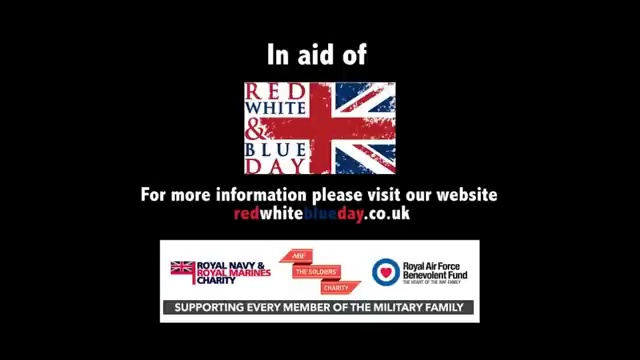 In aid of
RED
WHITE
&
BLUE
DAY
For more information please visit our website
redwhiteblueday.co.uk
ROYAL NAVY &
ROYAL MARINES
CHARITY
ABF
THE SOLDIERS'
CHARITY
Royal Air Force
Benevolent Fund
THE HEART OF THE RAF FAMILY
SUPPORTING EVERY MEMBER OF THE MILITARY FAMILY